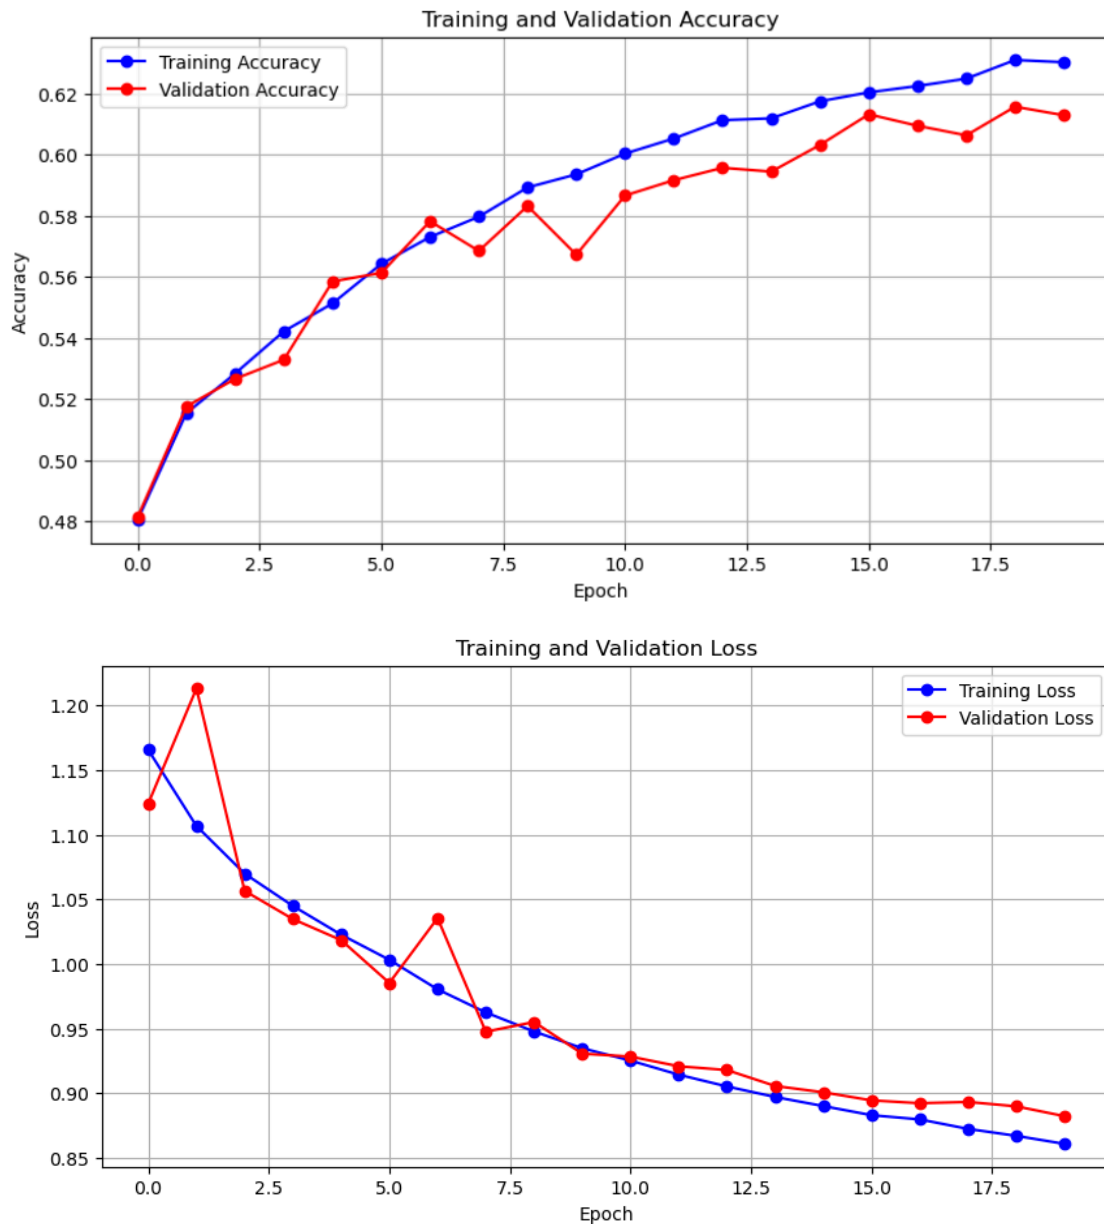 Training and Validation Accuracy
Training Accuracy
Validation Accuracy
0.62
0.60
0.58
0.56
0.54
0.52
0.50
0.48
Accuracy
0.0 2.5 5.0 7.5 10.0 12.5 15.0 17.5
Epoch
Training and Validation Loss
Training Loss
Validation Loss
1.20
1.15
1.10
1.05
1.00
0.95
0.90
0.85
Loss
0.0 2.5 5.0 7.5 10.0 12.5 15.0 17.5
Epoch